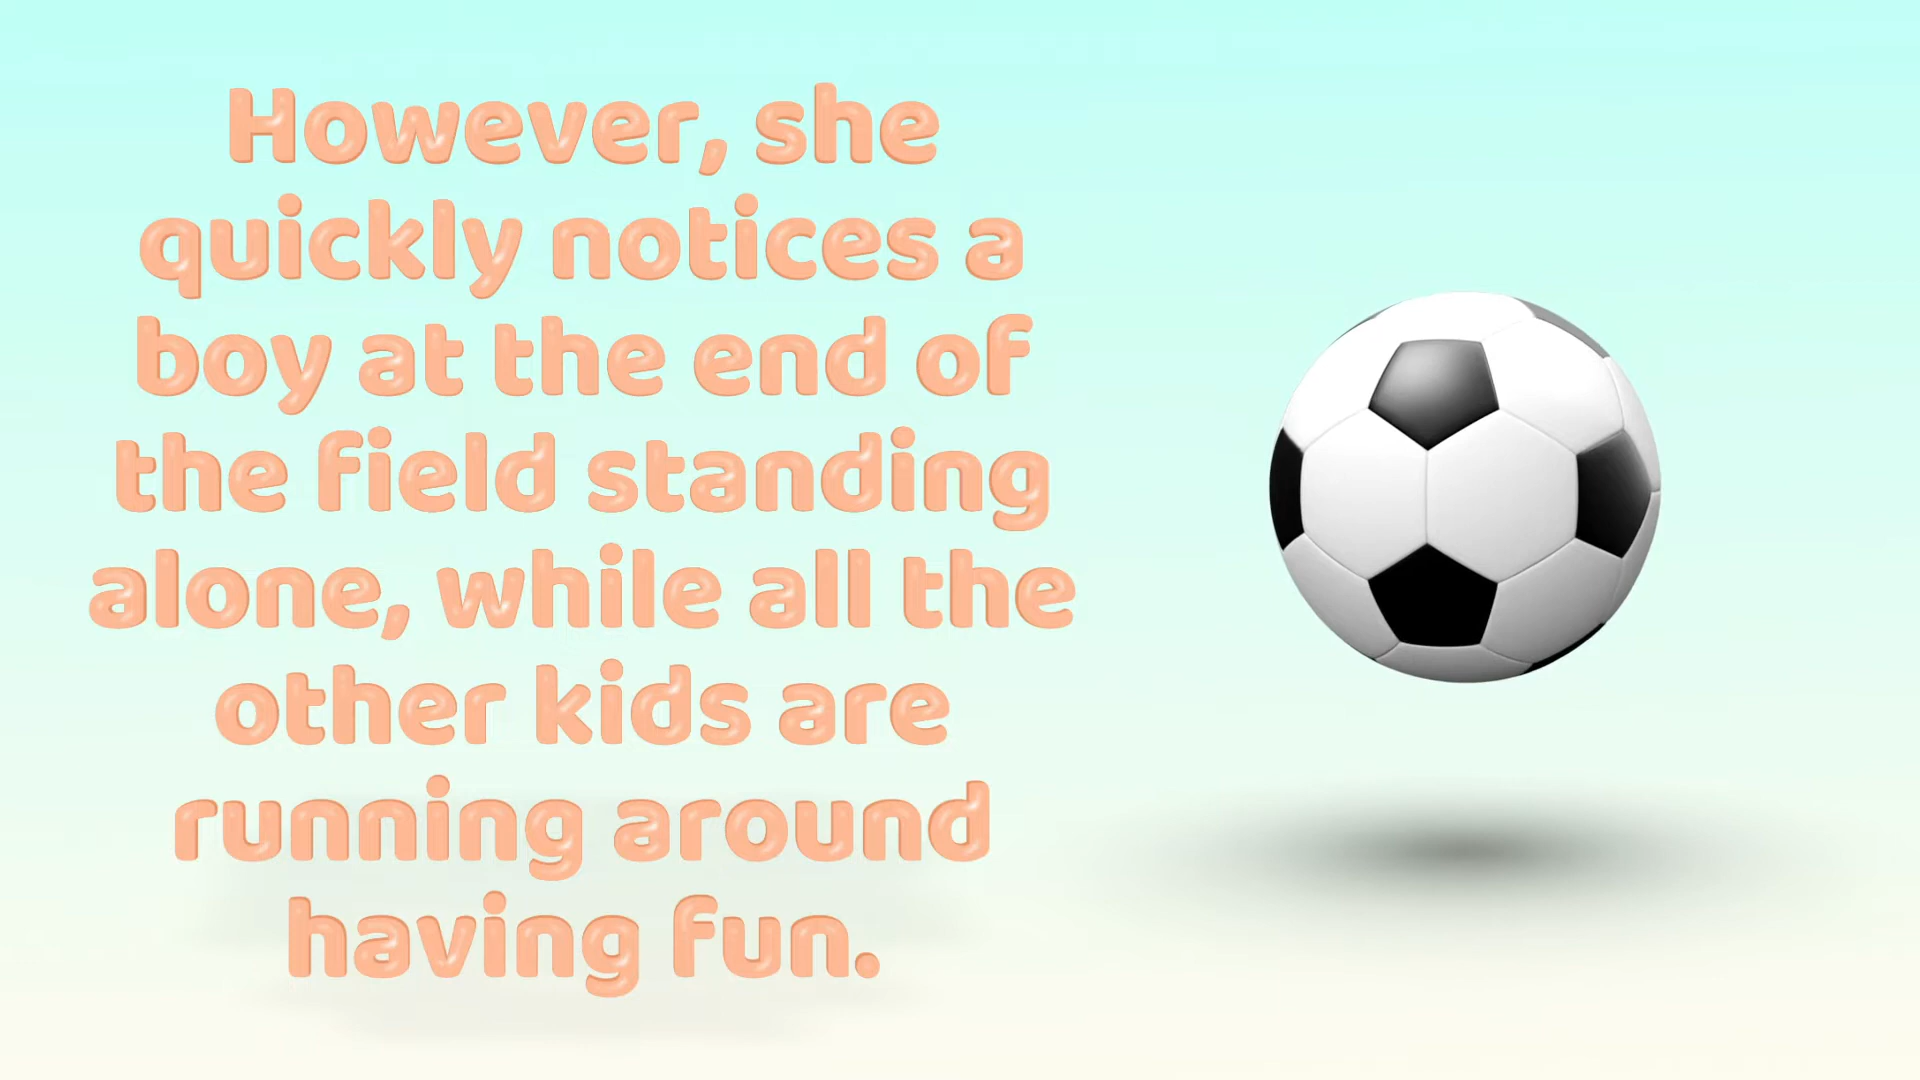 However, she
quickly notices a
boy at the end of
the field standing
alone, while all the
other kids are
running around
having fun.